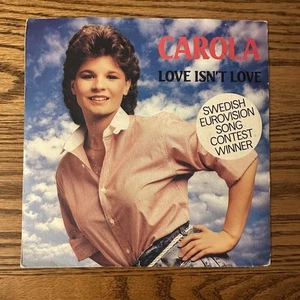 CAROLA
LOVE ISN'T LOVE
SWEDISH
EUROVISION
SONG
CONTEST
WINNER